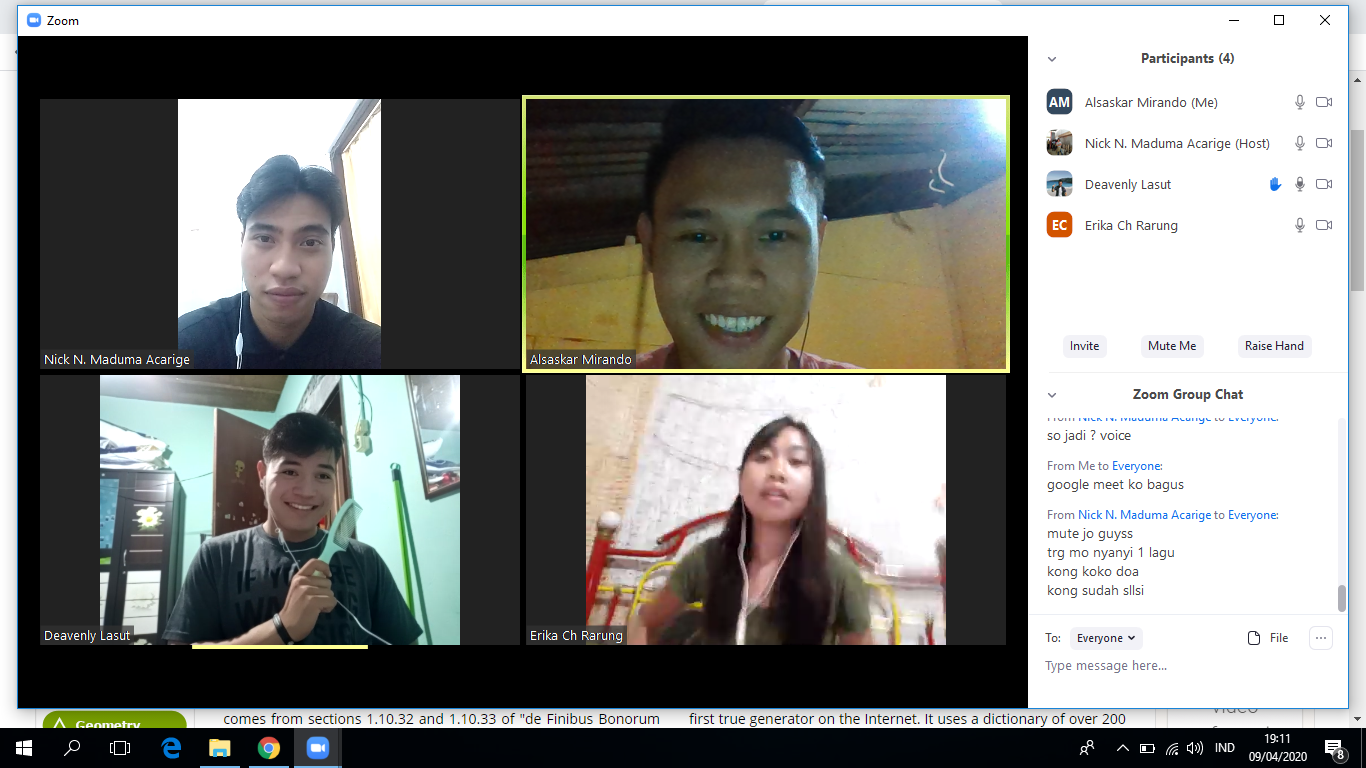 Zoom
Nick N. Maduma Acarige
Alsaskar Mirando
Deavenly Lasut
Erika Ch Rarung
Participants (4)
AM Alsaskar Mirando (Me)
Nick N. Maduma Acarige (Host)
Deavenly Lasut
EC Erika Ch Rarung
Invite Mute Me Raise Hand
Zoom Group Chat
From Nick N. Maduma Acarige to Everyone:
so jadi ? voice
From Me to Everyone:
google meet ko bagus
From Nick N. Maduma Acarige to Everyone:
mute jo guyss
trg mo nyanyi 1 lagu
kong koko doa
kong sudah sllsi
To: Everyone File
Type message here...
Geometry
comes from sections 1.10.32 and 1.10.33 of "de Finibus Bonorum
first true generator on the Internet. It uses a dictionary of over 200
video
IND
19:11
09/04/2020
8